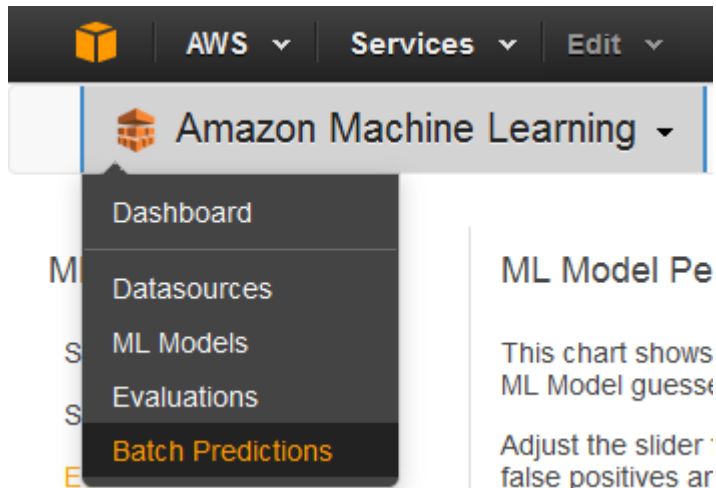 AWS Services Edit
Amazon Machine Learning
Dashboard
Datasources
ML Models
Evaluations
Batch Predictions
ML Model Pe
This chart shows
ML Model guesse
Adjust the slider
false positives an